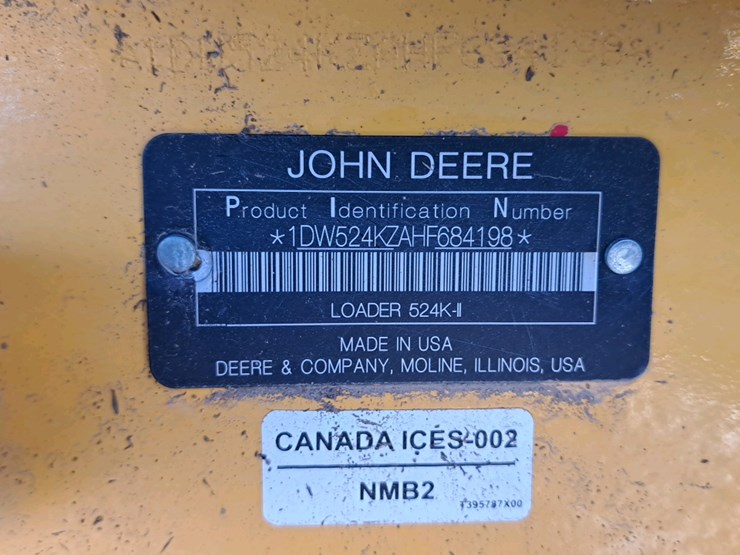 JOHN DEERE
Product Identification Number
*1DW524KZAHF684198*
LOADER 524K-II
MADE IN USA
DEERE & COMPANY, MOLINE, ILLINOIS, USA
CANADA ICES-002
NMB2